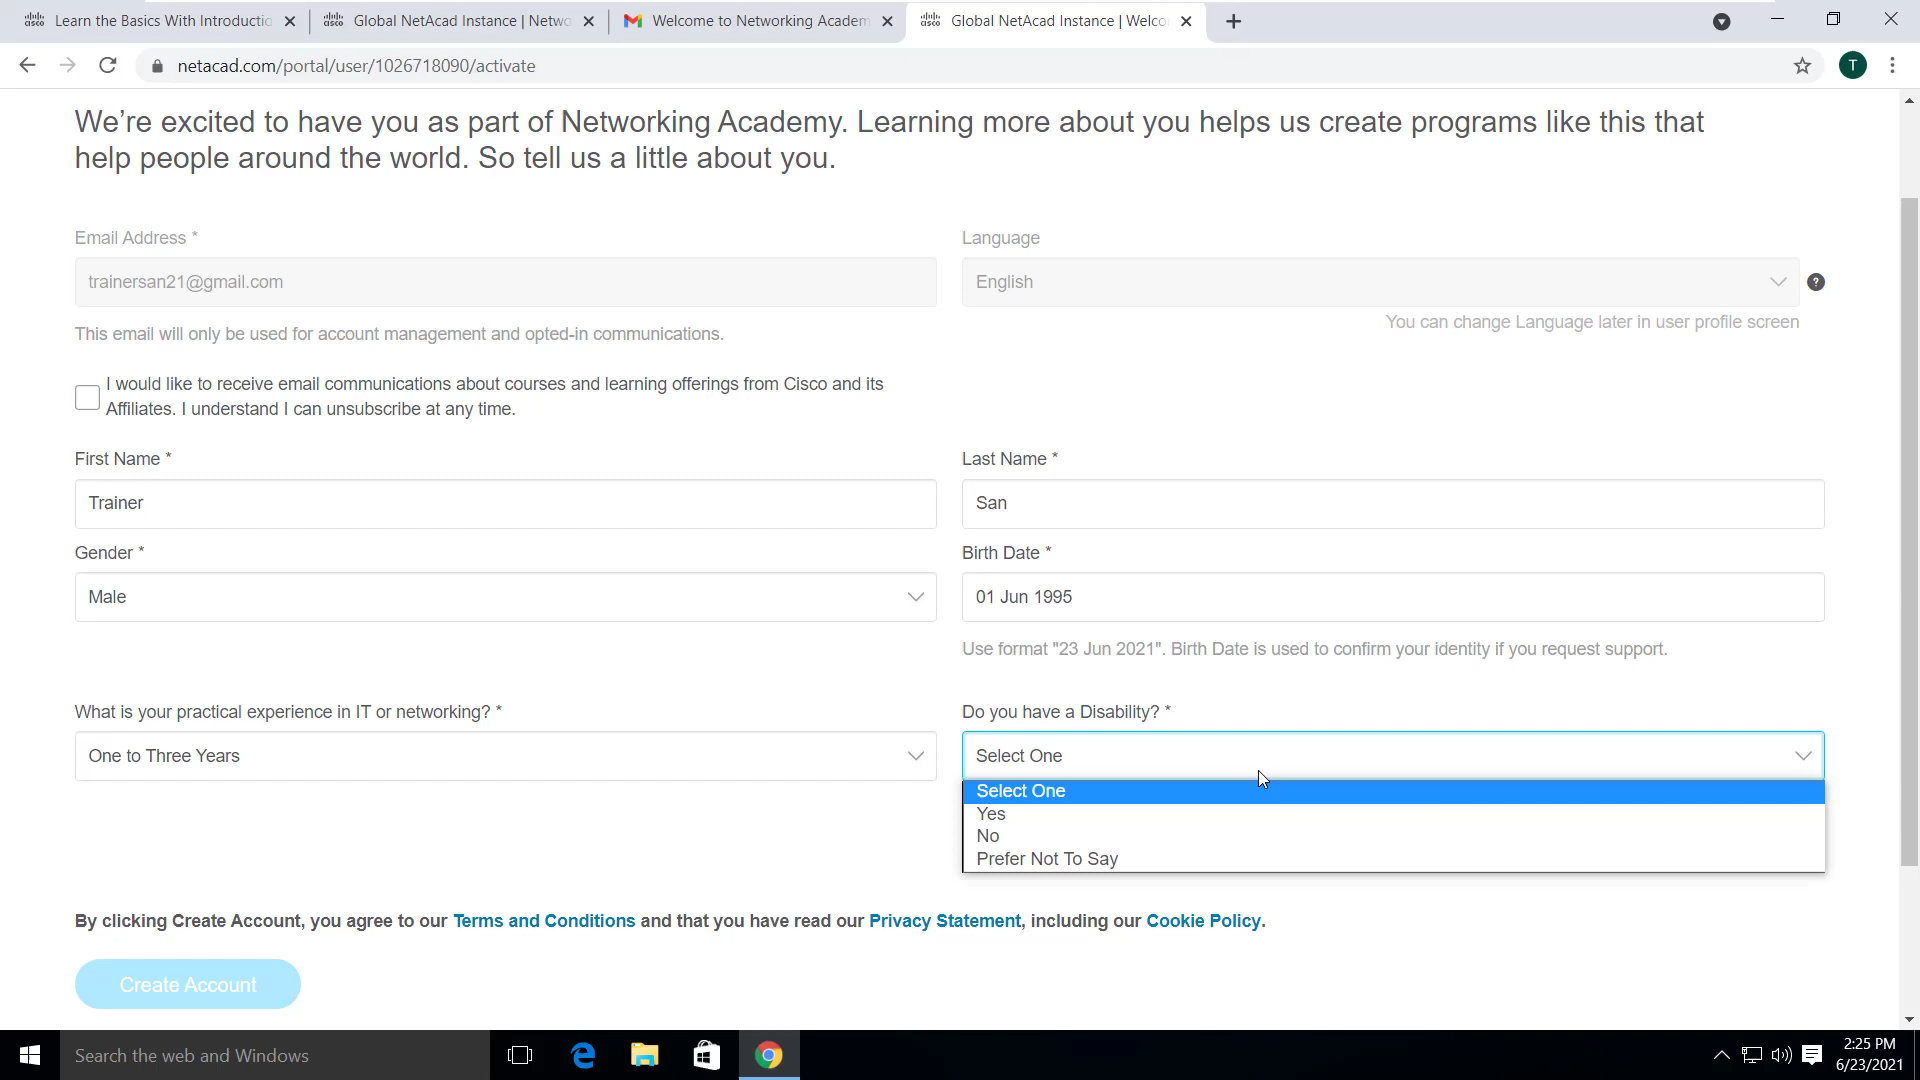 Learn the Basics With Introductio
Global NetAcad Instance | Netwo
Welcome to Networking Academ
Global NetAcad Instance | Welco
netacad.com/portal/user/1026718090/activate
T
We’re excited to have you as part of Networking Academy. Learning more about you helps us create programs like this that
help people around the world. So tell us a little about you.
Email Address *
Language
trainersan21@gmail.com
English
?
This email will only be used for account management and opted-in communications.
You can change Language later in user profile screen
I would like to receive email communications about courses and learning offerings from Cisco and its
Affiliates. I understand I can unsubscribe at any time.
First Name *
Last Name *
Trainer
San
Gender *
Birth Date *
Male
01 Jun 1995
Use format "23 Jun 2021". Birth Date is used to confirm your identity if you request support.
What is your practical experience in IT or networking? *
Do you have a Disability? *
One to Three Years
Select One
Select One
Yes
No
Prefer Not To Say
By clicking Create Account, you agree to our Terms and Conditions and that you have read our Privacy Statement, including our Cookie Policy.
Create Account
Search the web and Windows
2:25 PM
6/23/2021